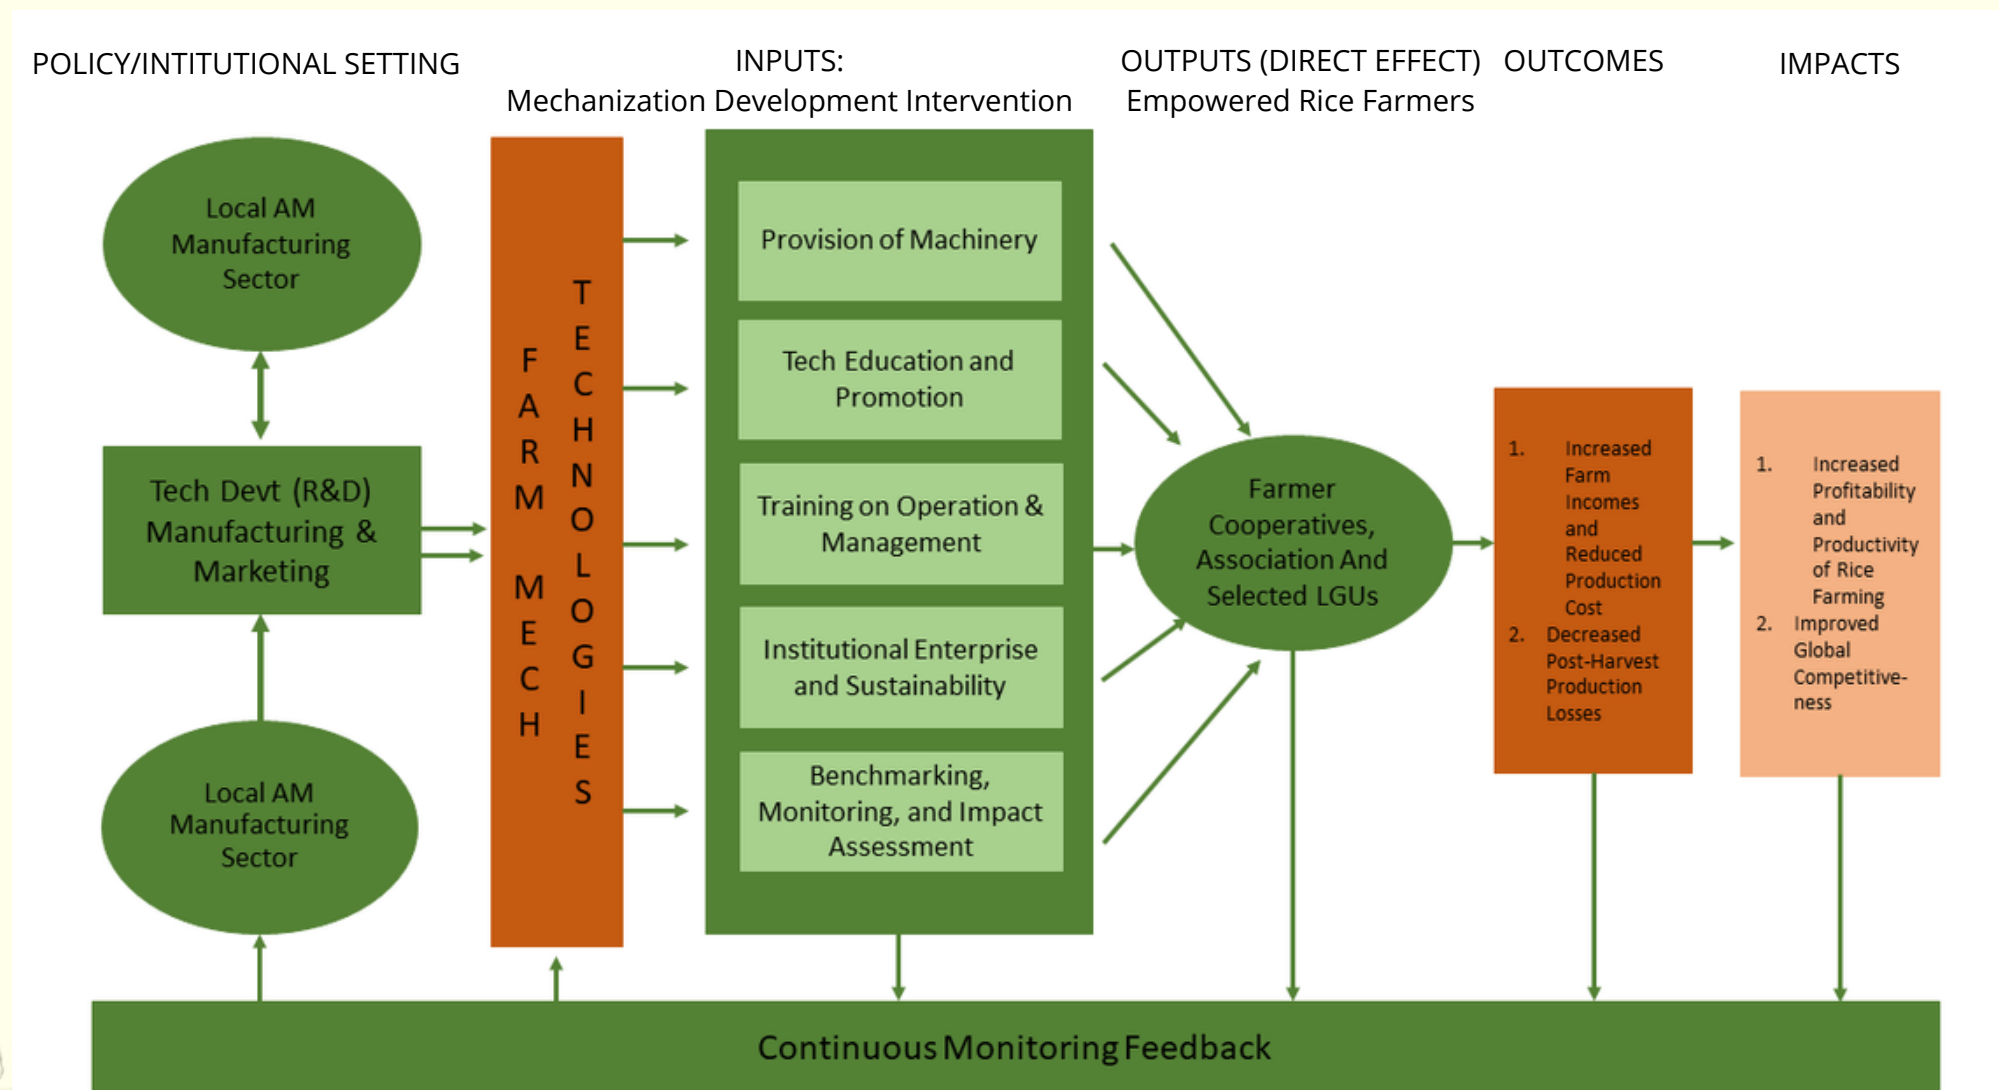 POLICY/INTITUTIONAL SETTING
INPUTS:
Mechanization Development Intervention
OUTPUTS (DIRECT EFFECT)
Empowered Rice Farmers
OUTCOMES
IMPACTS
Local AM
Manufacturing
Sector
Tech Devt (R&D)
Manufacturing &
Marketing
Local AM
Manufacturing
Sector
FARM MECH
TECHNOLOGIES
Provision of Machinery
Tech Education and
Promotion
Training on Operation &
Management
Institutional Enterprise
and Sustainability
Benchmarking,
Monitoring, and Impact
Assessment
Farmer
Cooperatives,
Association And
Selected LGUs
1. Increased
Farm
Incomes
and
Reduced
Production
Cost
2. Decreased
Post-Harvest
Production
Losses
1. Increased
Profitability
and
Productivity
of Rice
Farming
2. Improved
Global
Competitive-
ness
Continuous Monitoring Feedback